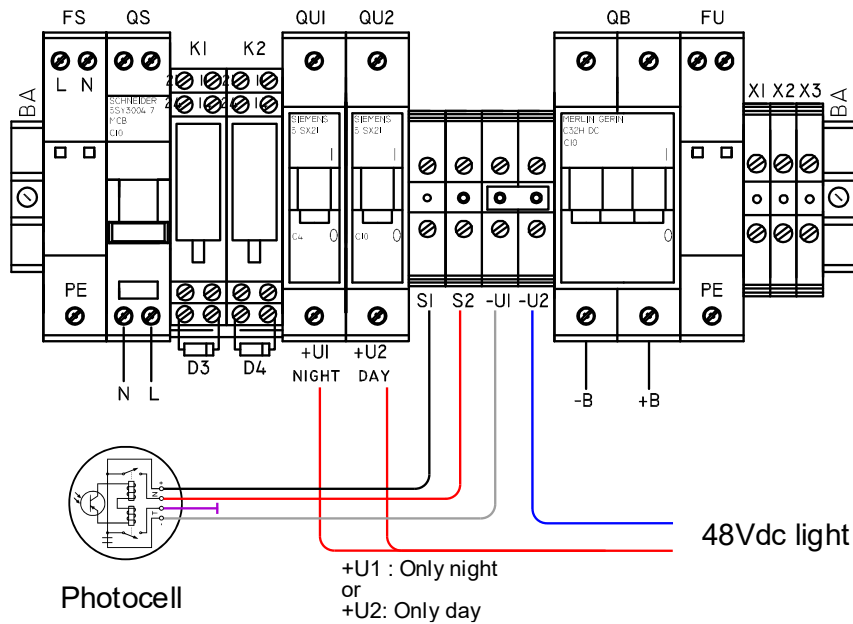 FS QS K1 K2 QU1 QU2 QB FU
L N
X1 X2 X3
BA
BA
SCHNEIDER
5SY3004 7
MCB
C10
SIEMENS
5 SX21
I
C4 O
SIEMENS
5 SX21
I
C10 O
MERLIN GERIN
C32H DC
C10
I
O
PE
PE
S1 S2 -U1 -U2
D3 D4
+U1 +U2
NIGHT DAY
N L
-B +B
+
N
T
-
48Vdc light
Photocell
+U1 : Only night
or
+U2: Only day